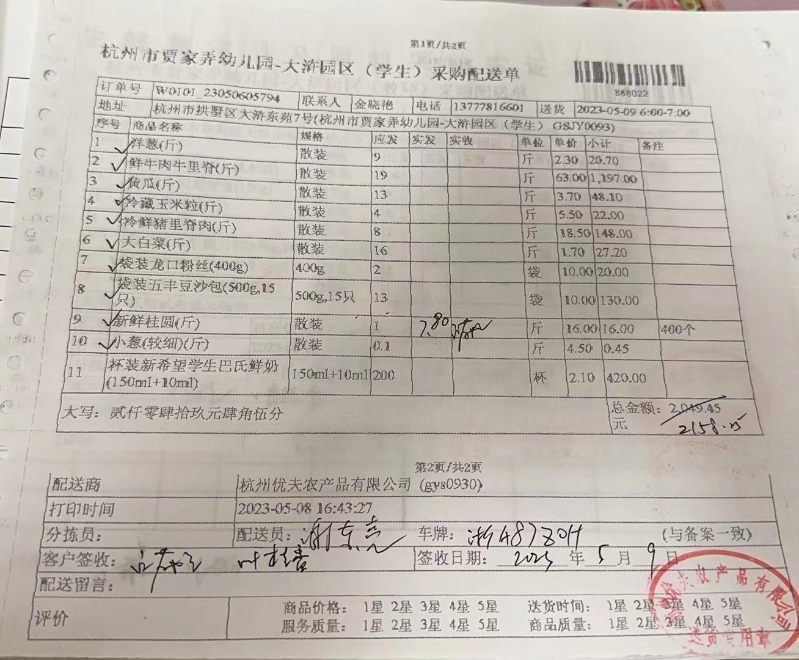 第1页/共2页
杭州市贾家弄幼儿园-大浒园区（学生）采购配送单
868022
订单号 W0101 23050605794 联系人 金晓艳 电话 13777816601 送货 2023-05-09 6:00-7:00
地址 杭州市拱墅区大浒东苑7号(杭州市贾家弄幼儿园-大浒园区（学生） GSJY0093)
序号 商品名称 规格 应发 实发 实收 单位 单价 小计 备注
1 洋葱(斤) 散装 9 斤 2.30 20.70
2 鲜牛肉牛里脊(斤) 散装 19 斤 63.00 1,197.00
3 黄瓜(斤) 散装 13 斤 3.70 48.10
4 冷藏玉米粒(斤) 散装 4 斤 5.50 22.00
5 冷鲜猪里脊肉(斤) 散装 8 斤 18.50 148.00
6 大白菜(斤) 散装 16 斤 1.70 27.20
7 袋装龙口粉丝(400g) 400g 2 袋 10.00 20.00
8 袋装五丰豆沙包(500g,15只) 500g,15只 13 袋 10.00 130.00
9 新鲜桂圆(斤) 散装 1 7.80 斤 16.00 16.00 400个
10 小葱(较细)(斤) 散装 0.1 斤 4.50 0.45
11 杯装新希望学生巴氏鲜奶(150ml+10ml) 150ml+10ml 200 杯 2.10 420.00
大写：贰仟零肆拾玖元肆角伍分 总金额：2,049.45元
2158.25
第2页/共2页
配送商 杭州优夫农产品有限公司 (gys0930)
打印时间 2023-05-08 16:43:27
分拣员： 配送员： 车牌： (与备案一致)
客户签收： 签收日期： 2023 年 5 月 9 日
配送留言：
评价 商品价格： 1星 2星 3星 4星 5星 送货时间： 1星 2星 3星 4星 5星
服务质量： 1星 2星 3星 4星 5星 商品质量： 1星 2星 3星 4星 5星
优夫农产品有限公司
送货专用章